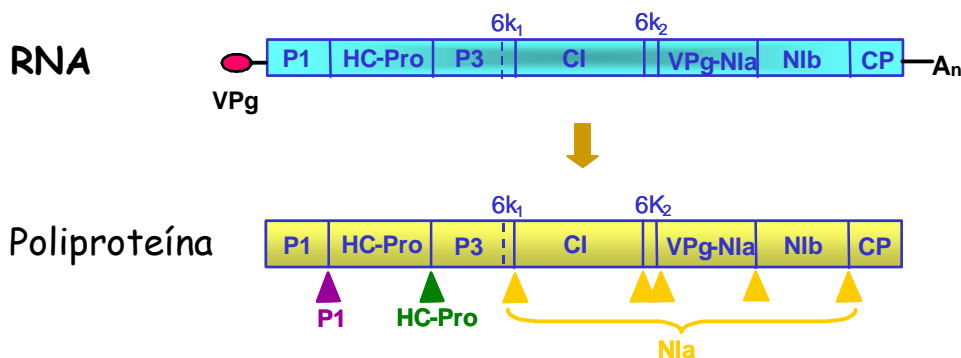 6k₁ 6k₂
RNA P1 HC-Pro P3 CI VPg-NIa NIb CP An
VPg
6k₁ 6K₂
Poliproteína P1 HC-Pro P3 CI VPg-NIa NIb CP
P1 HC-Pro
NIa